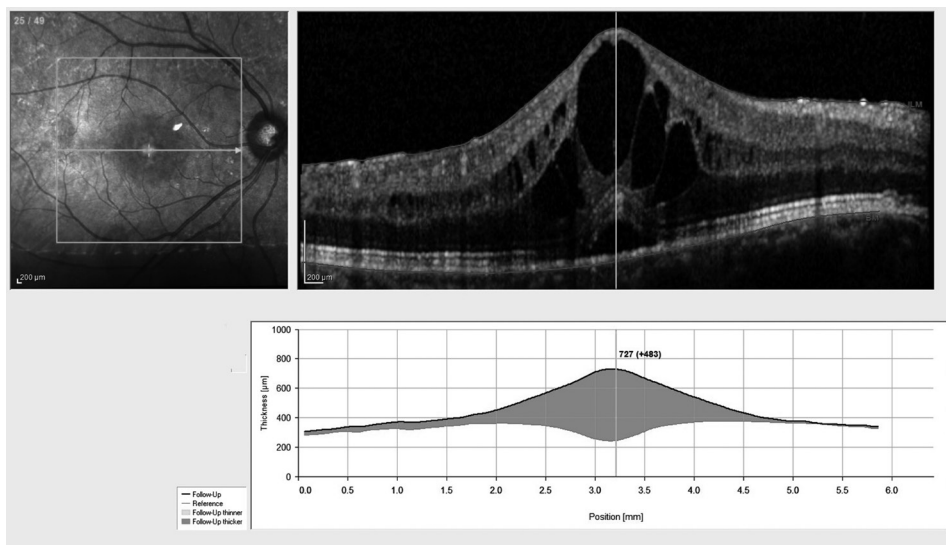 25 / 49
200 µm
200 µm
ILM
1000
800
600
400
200
0
Thickness [µm]
727 (+483)
0.0 0.5 1.0 1.5 2.0 2.5 3.0 3.5 4.0 4.5 5.0 5.5 6.0
Position [mm]
Follow-Up
Reference
Follow-Up thinner
Follow-Up thicker